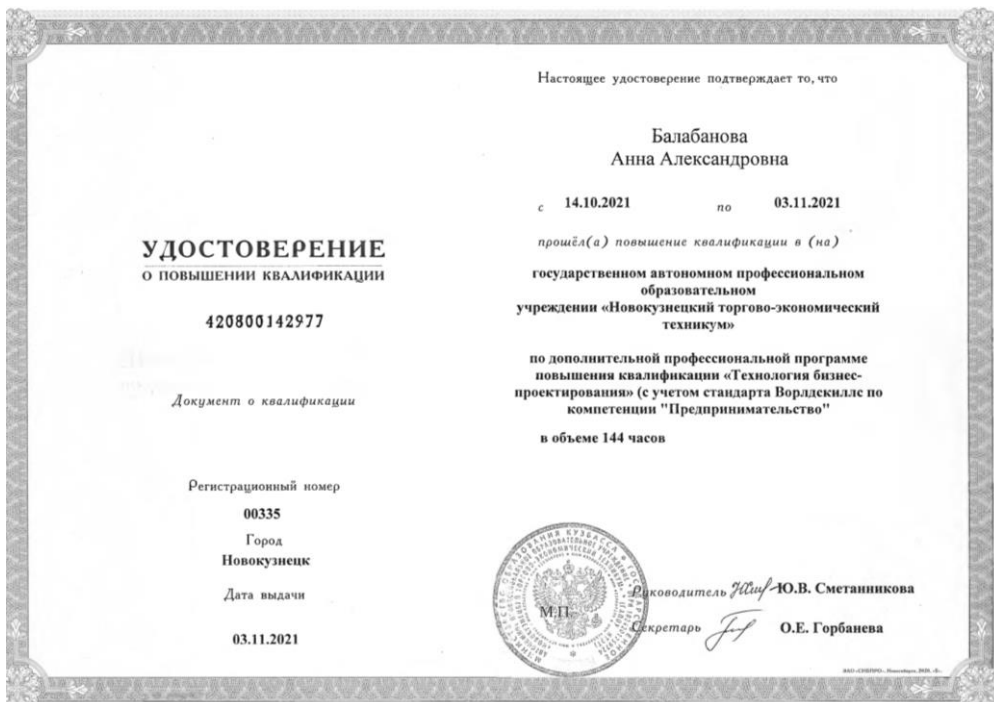 УДОСТОВЕРЕНИЕ
О ПОВЫШЕНИИ КВАЛИФИКАЦИИ
420800142977
Документ о квалификации
Регистрационный номер
00335
Город
Новокузнецк
Дата выдачи
03.11.2021
Настоящее удостоверение подтверждает то, что
Балабанова
Анна Александровна
с 14.10.2021 по 03.11.2021
прошёл(а) повышение квалификации в (на)
государственном автономном профессиональном
образовательном
учреждении «Новокузнецкий торгово-экономический
техникум»
по дополнительной профессиональной программе
повышения квалификации «Технология бизнес-
проектирования» (с учетом стандарта Ворлдскиллс по
компетенции "Предпринимательство"
в объеме 144 часов
М.П.
Руководитель Ю.В. Сметанникова
Секретарь О.Е. Горбанева